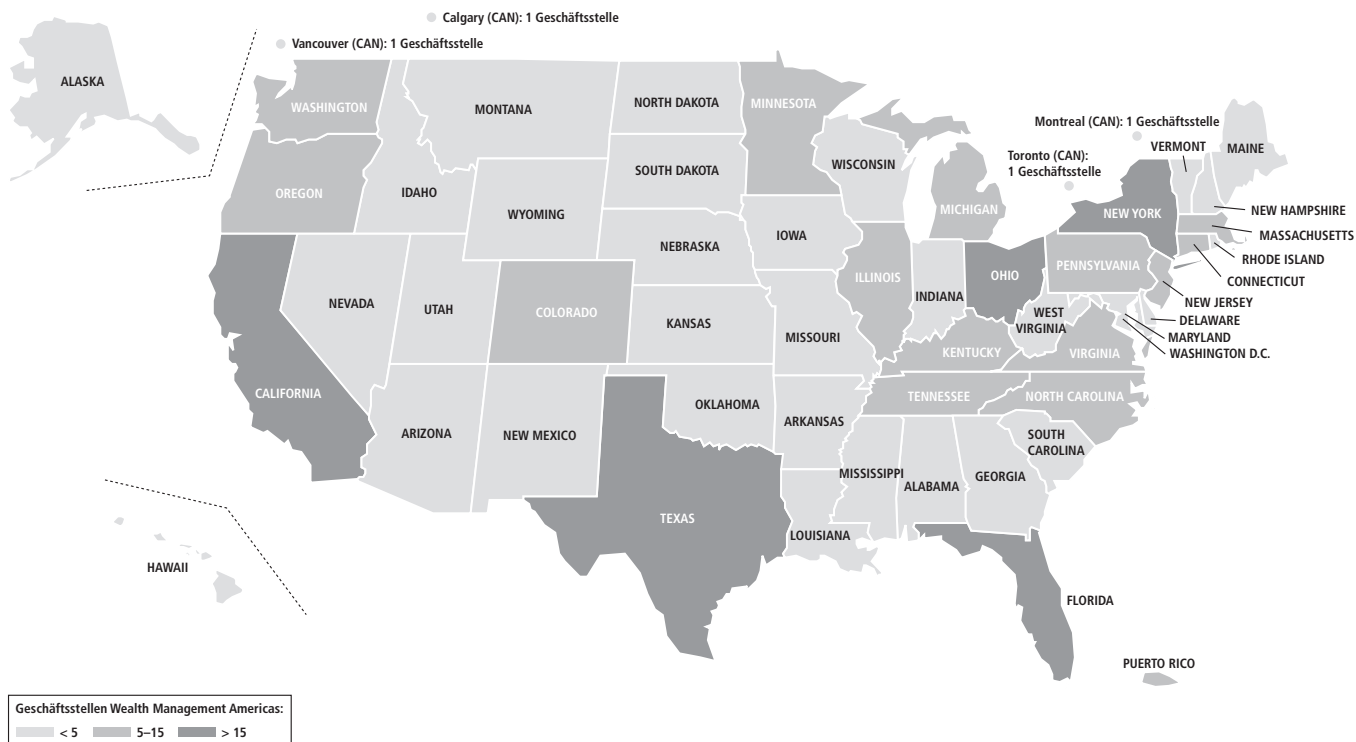 Calgary (CAN): 1 Geschäftsstelle
Vancouver (CAN): 1 Geschäftsstelle
ALASKA
WASHINGTON
MONTANA
NORTH DAKOTA
MINNESOTA
Montreal (CAN): 1 Geschäftsstelle
VERMONT
MAINE
Toronto (CAN):
1 Geschäftsstelle
WISCONSIN
SOUTH DAKOTA
OREGON
IDAHO
WYOMING
MICHIGAN
NEW YORK
NEW HAMPSHIRE
MASSACHUSETTS
RHODE ISLAND
CONNECTICUT
NEBRASKA
IOWA
PENNSYLVANIA
ILLINOIS
OHIO
INDIANA
NEW JERSEY
DELAWARE
MARYLAND
WASHINGTON D.C.
NEVADA
UTAH
COLORADO
KANSAS
MISSOURI
WEST
VIRGINIA
KENTUCKY
VIRGINIA
CALIFORNIA
TENNESSEE
NORTH CAROLINA
OKLAHOMA
ARKANSAS
ARIZONA
NEW MEXICO
SOUTH
CAROLINA
MISSISSIPPI
ALABAMA
GEORGIA
TEXAS
LOUISIANA
HAWAII
FLORIDA
PUERTO RICO
Geschäftsstellen Wealth Management Americas:
< 5 5–15 > 15